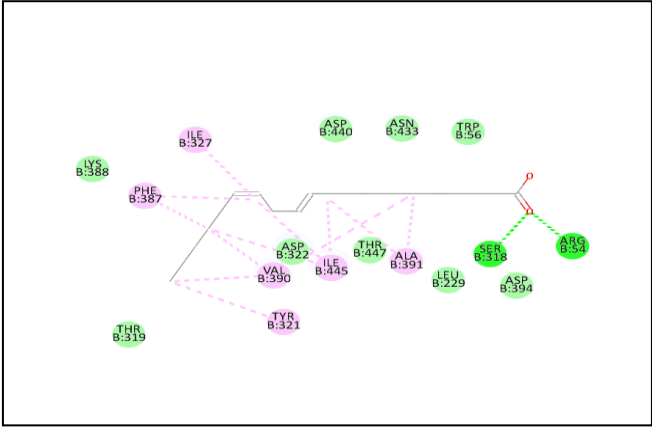 ASP
B:440
ASN
B:433
TRP
B:56
ILE
B:327
LYS
B:388
PHE
B:387
O
O
ASP
B:322
THR
B:447
ALA
B:391
SER
B:318
ARG
B:54
VAL
B:390
ILE
B:445
LEU
B:229
ASP
B:394
TYR
B:321
THR
B:319